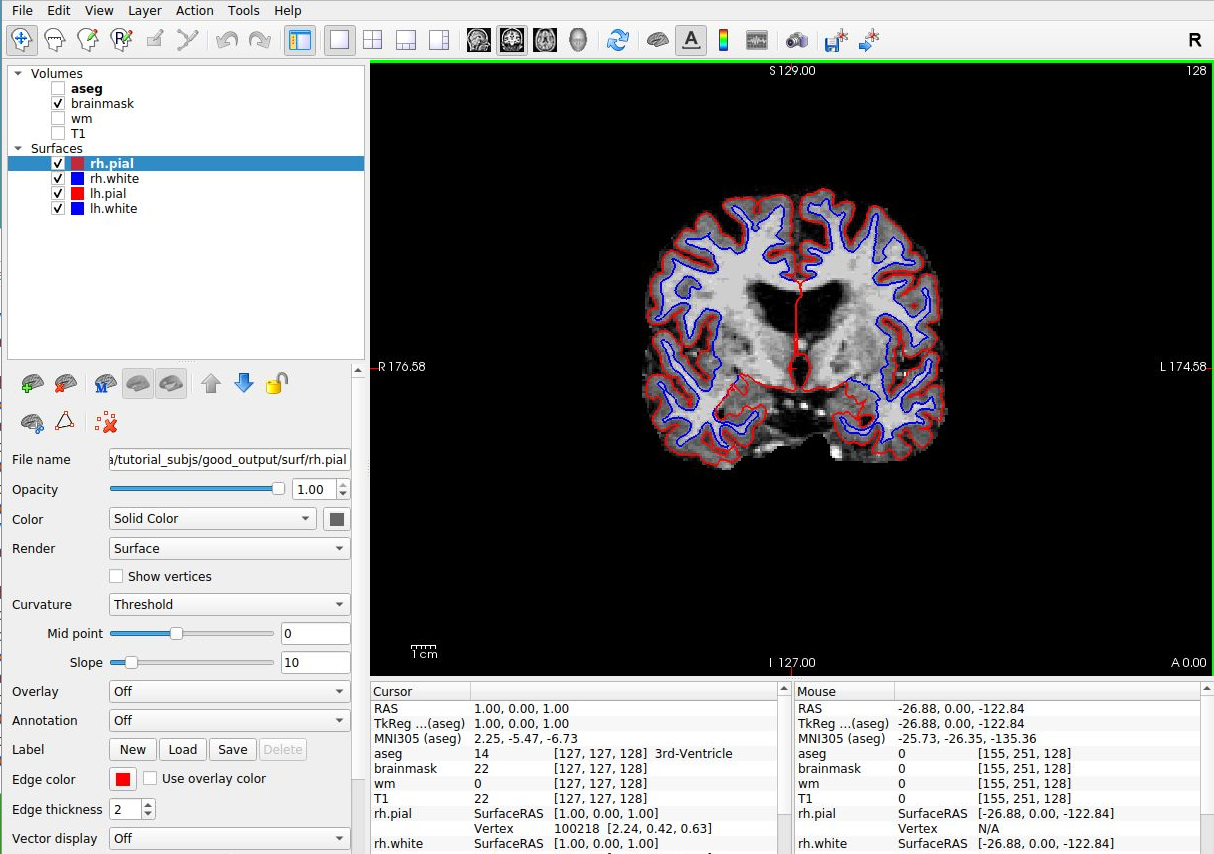 File Edit View Layer Action Tools Help
R
Volumes
aseg
brainmask
wm
T1
Surfaces
rh.pial
rh.white
lh.pial
lh.white
File name a/tutorial_subjs/good_output/surf/rh.pial
Opacity 1.00
Color Solid Color
Render Surface
Show vertices
Curvature Threshold
Mid point 0
Slope 10
Overlay Off
Annotation Off
Label New Load Save Delete
Edge color Use overlay color
Edge thickness 2
Vector display Off
S 129.00 128
R 176.58 L 174.58
1 cm I 127.00 A 0.00
Cursor
RAS 1.00, 0.00, 1.00
TkReg ...(aseg) 1.00, 0.00, 1.00
MNI305 (aseg) 2.25, -5.47, -6.73
aseg 14 [127, 127, 128] 3rd-Ventricle
brainmask 22 [127, 127, 128]
wm 0 [127, 127, 128]
T1 22 [127, 127, 128]
rh.pial SurfaceRAS [1.00, 0.00, 1.00]
Vertex 100218 [2.24, 0.42, 0.63]
rh.white SurfaceRAS [1.00, 0.00, 1.00]
Mouse
RAS -26.88, 0.00, -122.84
TkReg ...(aseg) -26.88, 0.00, -122.84
MNI305 (aseg) -25.73, -26.35, -135.36
aseg 0 [155, 251, 128]
brainmask 0 [155, 251, 128]
wm 0 [155, 251, 128]
T1 0 [155, 251, 128]
rh.pial SurfaceRAS [-26.88, 0.00, -122.84]
Vertex N/A
rh.white SurfaceRAS [-26.88, 0.00, -122.84]